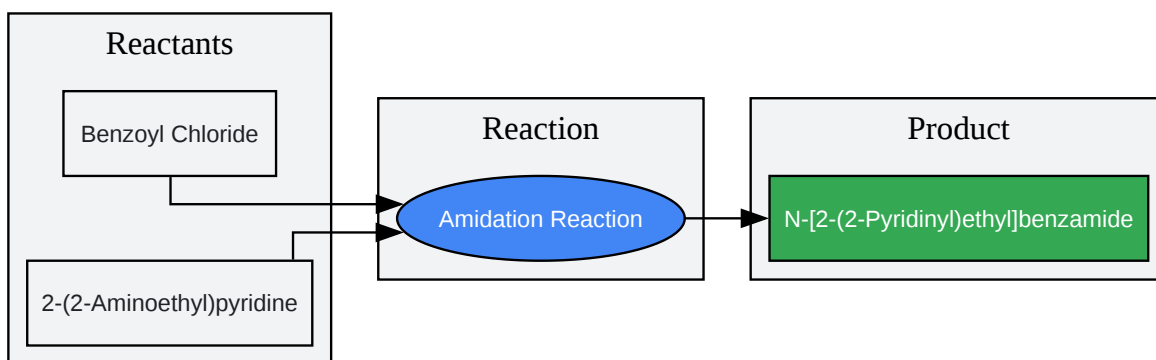 Reactants
Benzoyl Chloride
2-(2-Aminoethyl)pyridine
Reaction
Amidation Reaction
Product
N-[2-(2-Pyridinyl)ethyl]benzamide